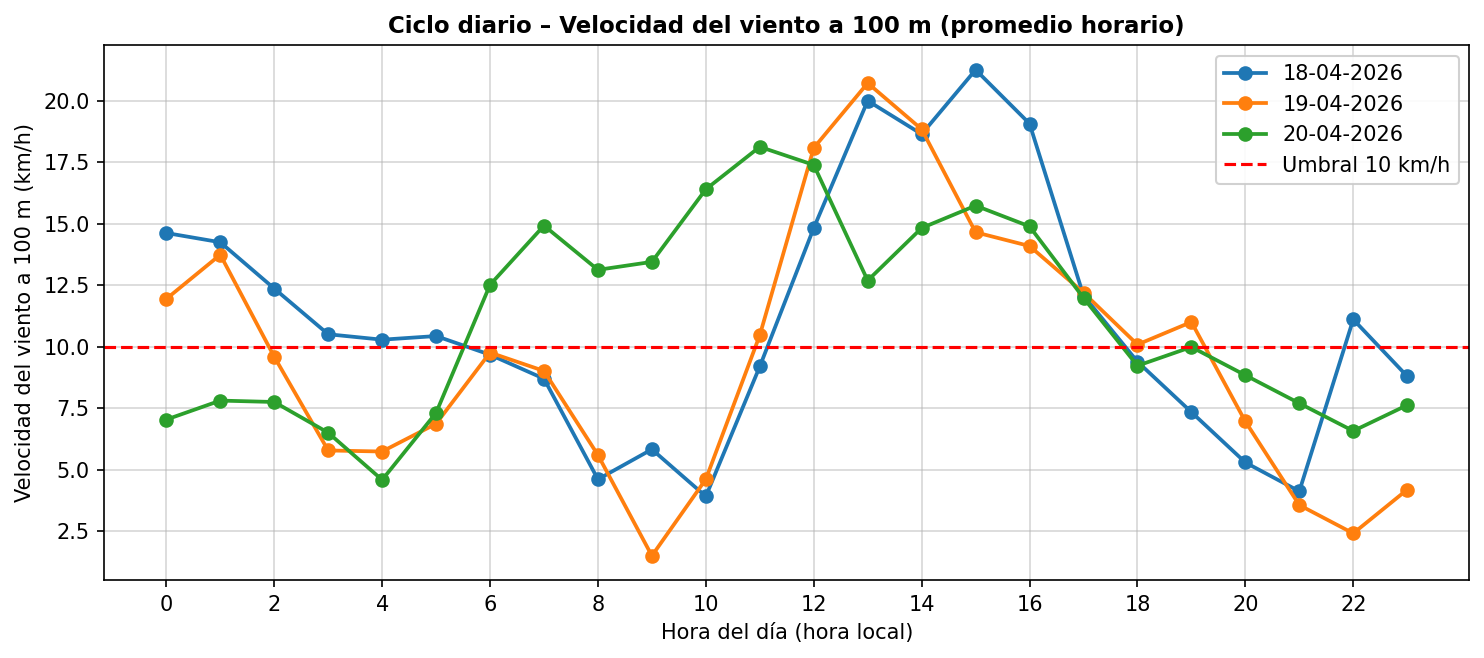 Ciclo diario – Velocidad del viento a 100 m (promedio horario)
Velocidad del viento a 100 m (km/h)
20.0
17.5
15.0
12.5
10.0
7.5
5.0
2.5
18-04-2026
19-04-2026
20-04-2026
Umbral 10 km/h
0 2 4 6 8 10 12 14 16 18 20 22
Hora del día (hora local)